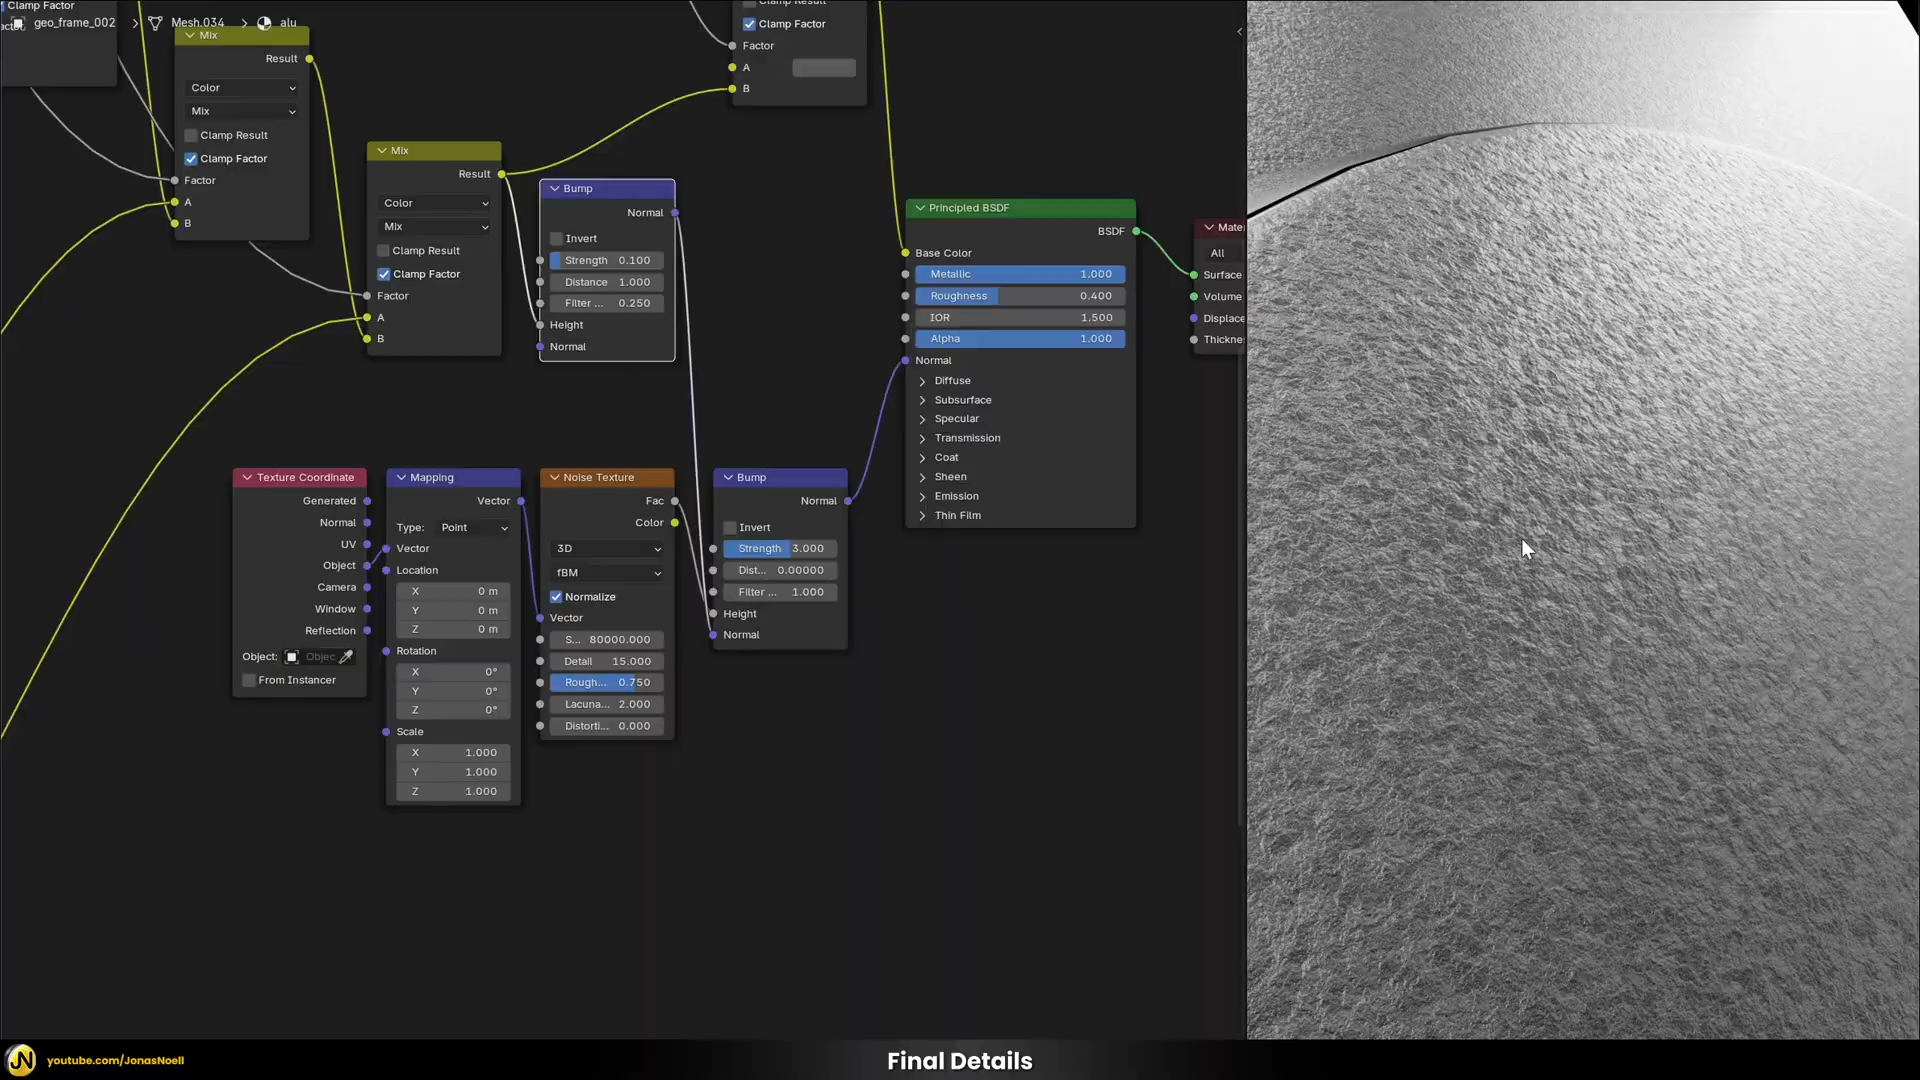 Clamp Factor
geo_frame_002 > Mesh.034 > alu
Mix
Result
Color
Mix
Clamp Result
Clamp Factor
Factor
A
B
Mix
Result
Color
Mix
Clamp Result
Clamp Factor
Factor
A
B
Bump
Normal
Invert
Strength 0.100
Distance 1.000
Filter ... 0.250
Height
Normal
Clamp Result
Clamp Factor
Factor
A
B
Principled BSDF
BSDF
Base Color
Metallic 1.000
Roughness 0.400
IOR 1.500
Alpha 1.000
Normal
Diffuse
Subsurface
Specular
Transmission
Coat
Sheen
Emission
Thin Film
Mater
All
Surface
Volume
Displace
Thicknes
Texture Coordinate
Generated
Normal
UV
Object
Camera
Window
Reflection
Object: Objec
From Instancer
Mapping
Vector
Type: Point
Vector
Location
X 0 m
Y 0 m
Z 0 m
Rotation
X 0°
Y 0°
Z 0°
Scale
X 1.000
Y 1.000
Z 1.000
Noise Texture
Fac
Color
3D
fBM
Normalize
Vector
S... 80000.000
Detail 15.000
Rough... 0.750
Lacuna... 2.000
Distorti... 0.000
Bump
Normal
Invert
Strength 3.000
Dist... 0.00000
Filter ... 1.000
Height
Normal
JN youtube.com/JonasNoell
Final Details